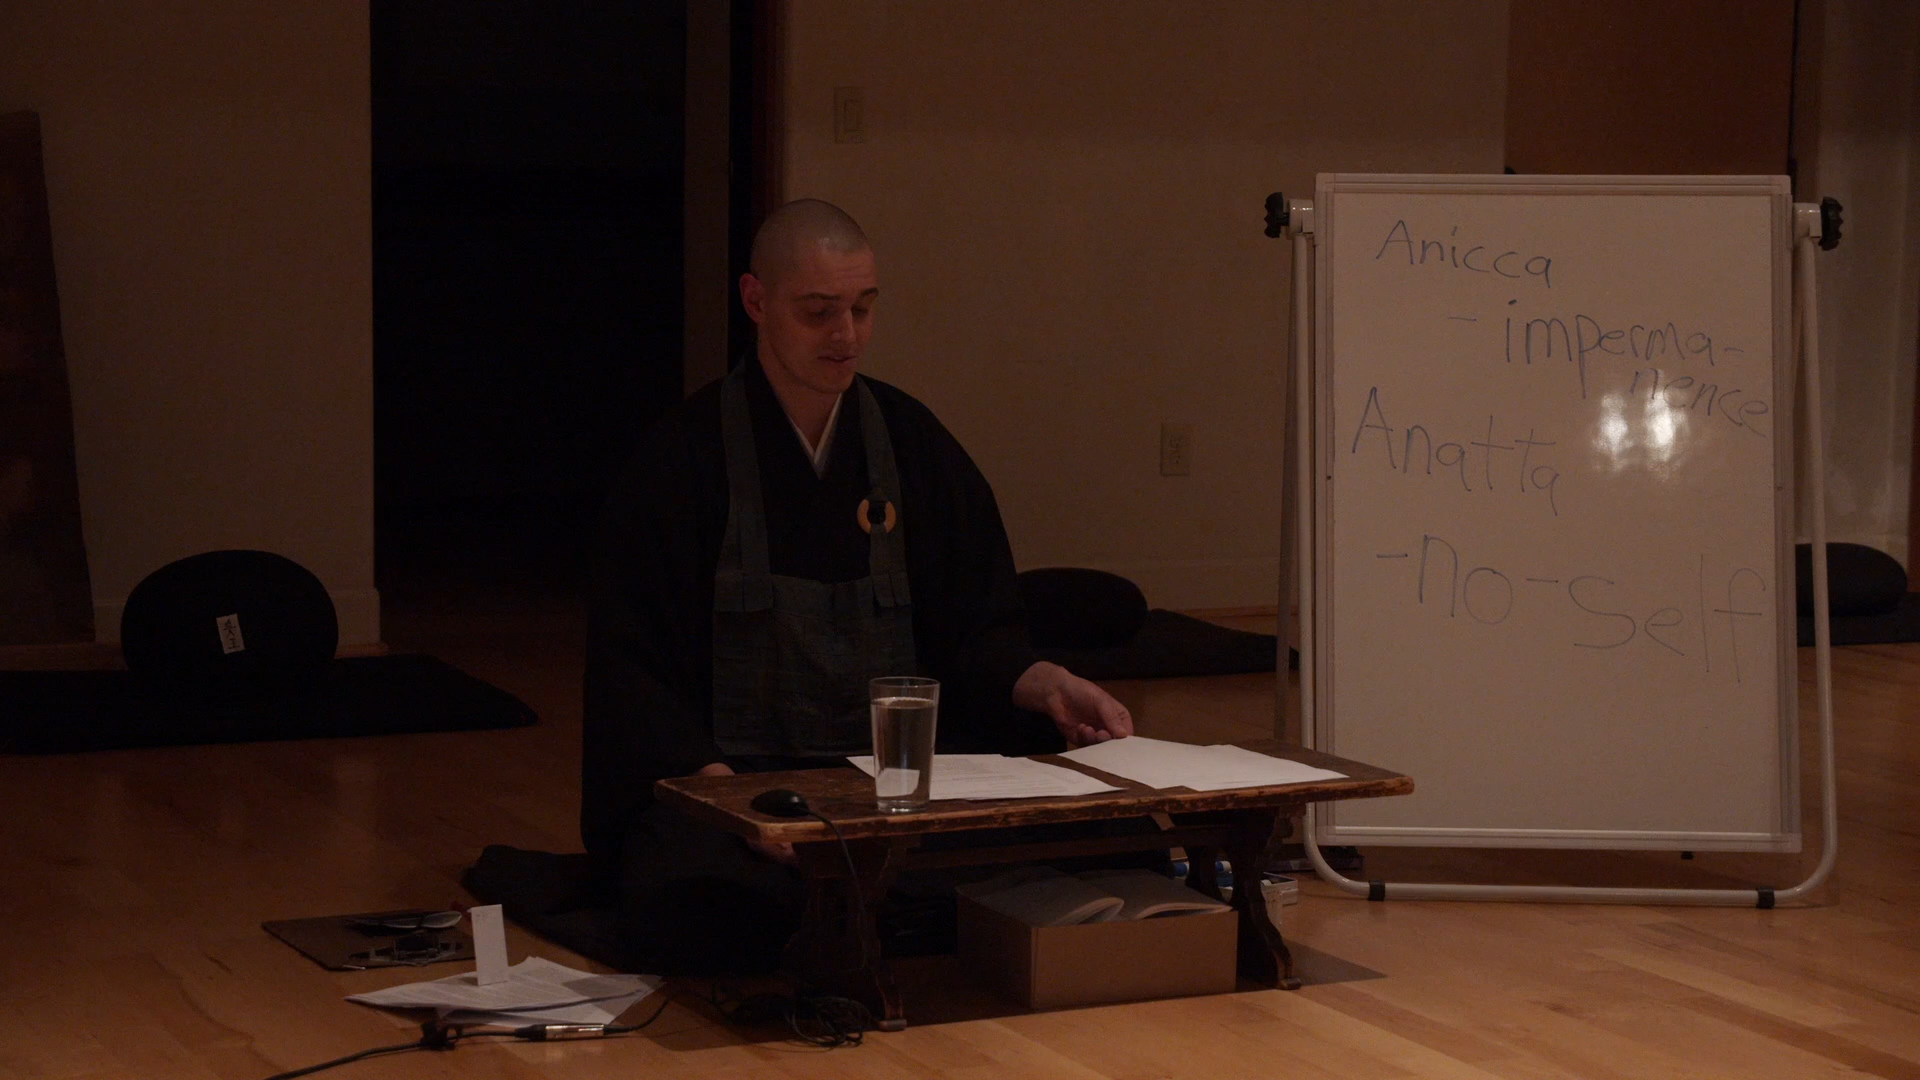 Anicca
- imperma-
nence
Anatta
- no-self